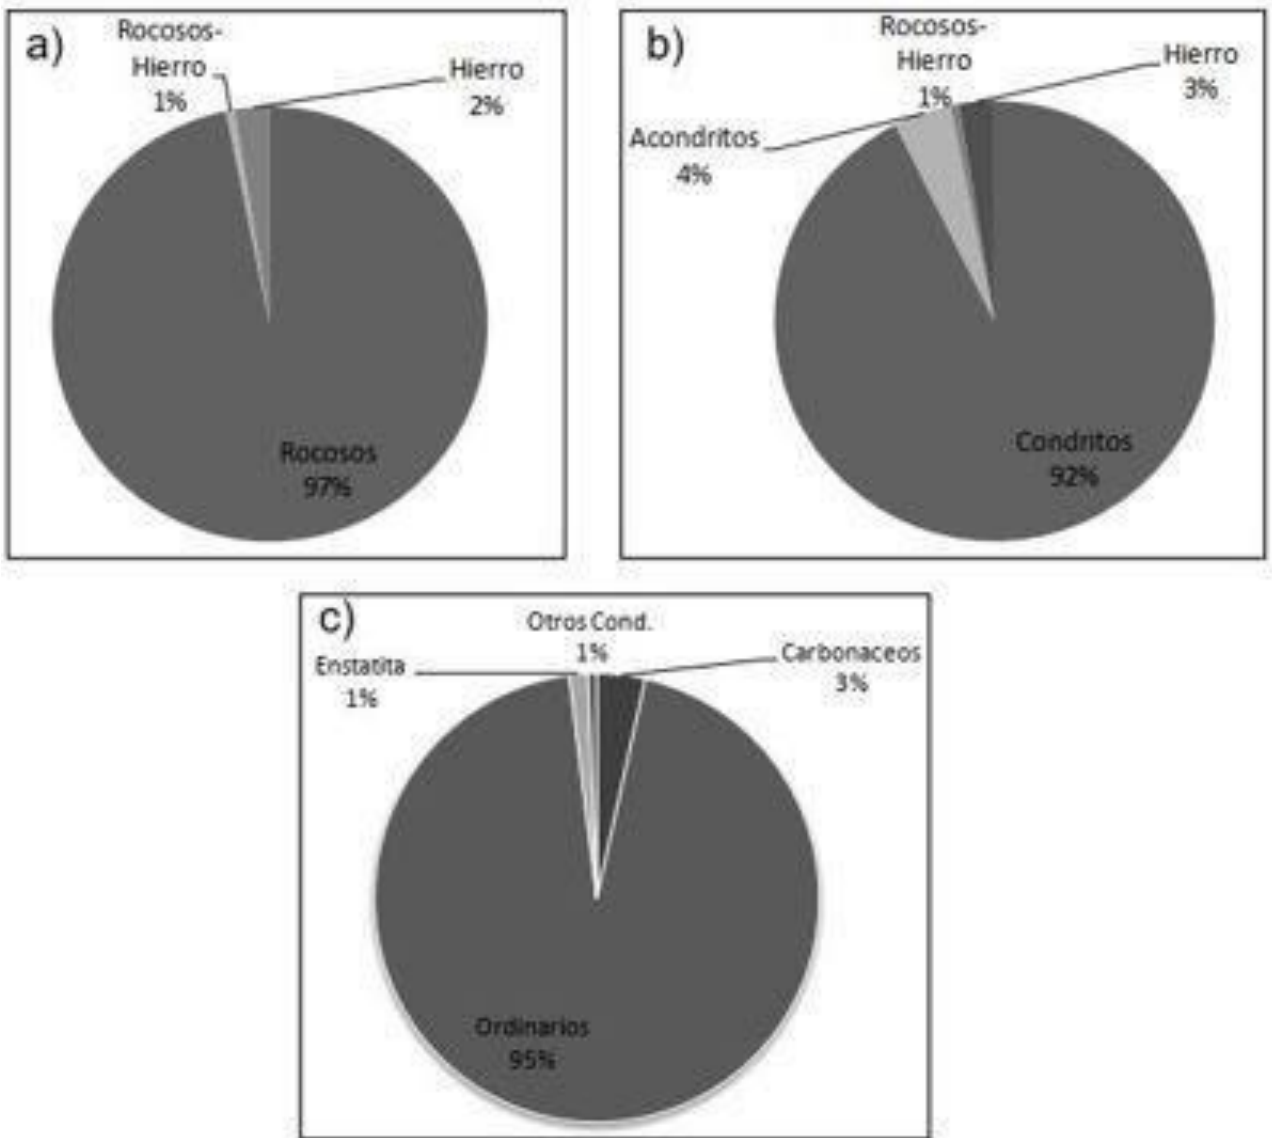 a)
Rocosos-
Hierro
1%
Hierro
2%
Rocosos
97%
b)
Rocosos-
Hierro
1%
Hierro
3%
Acondritos
4%
Condritos
92%
c)
Otros Cond.
1%
Enstatita
1%
Carbonaceos
3%
Ordinarios
95%